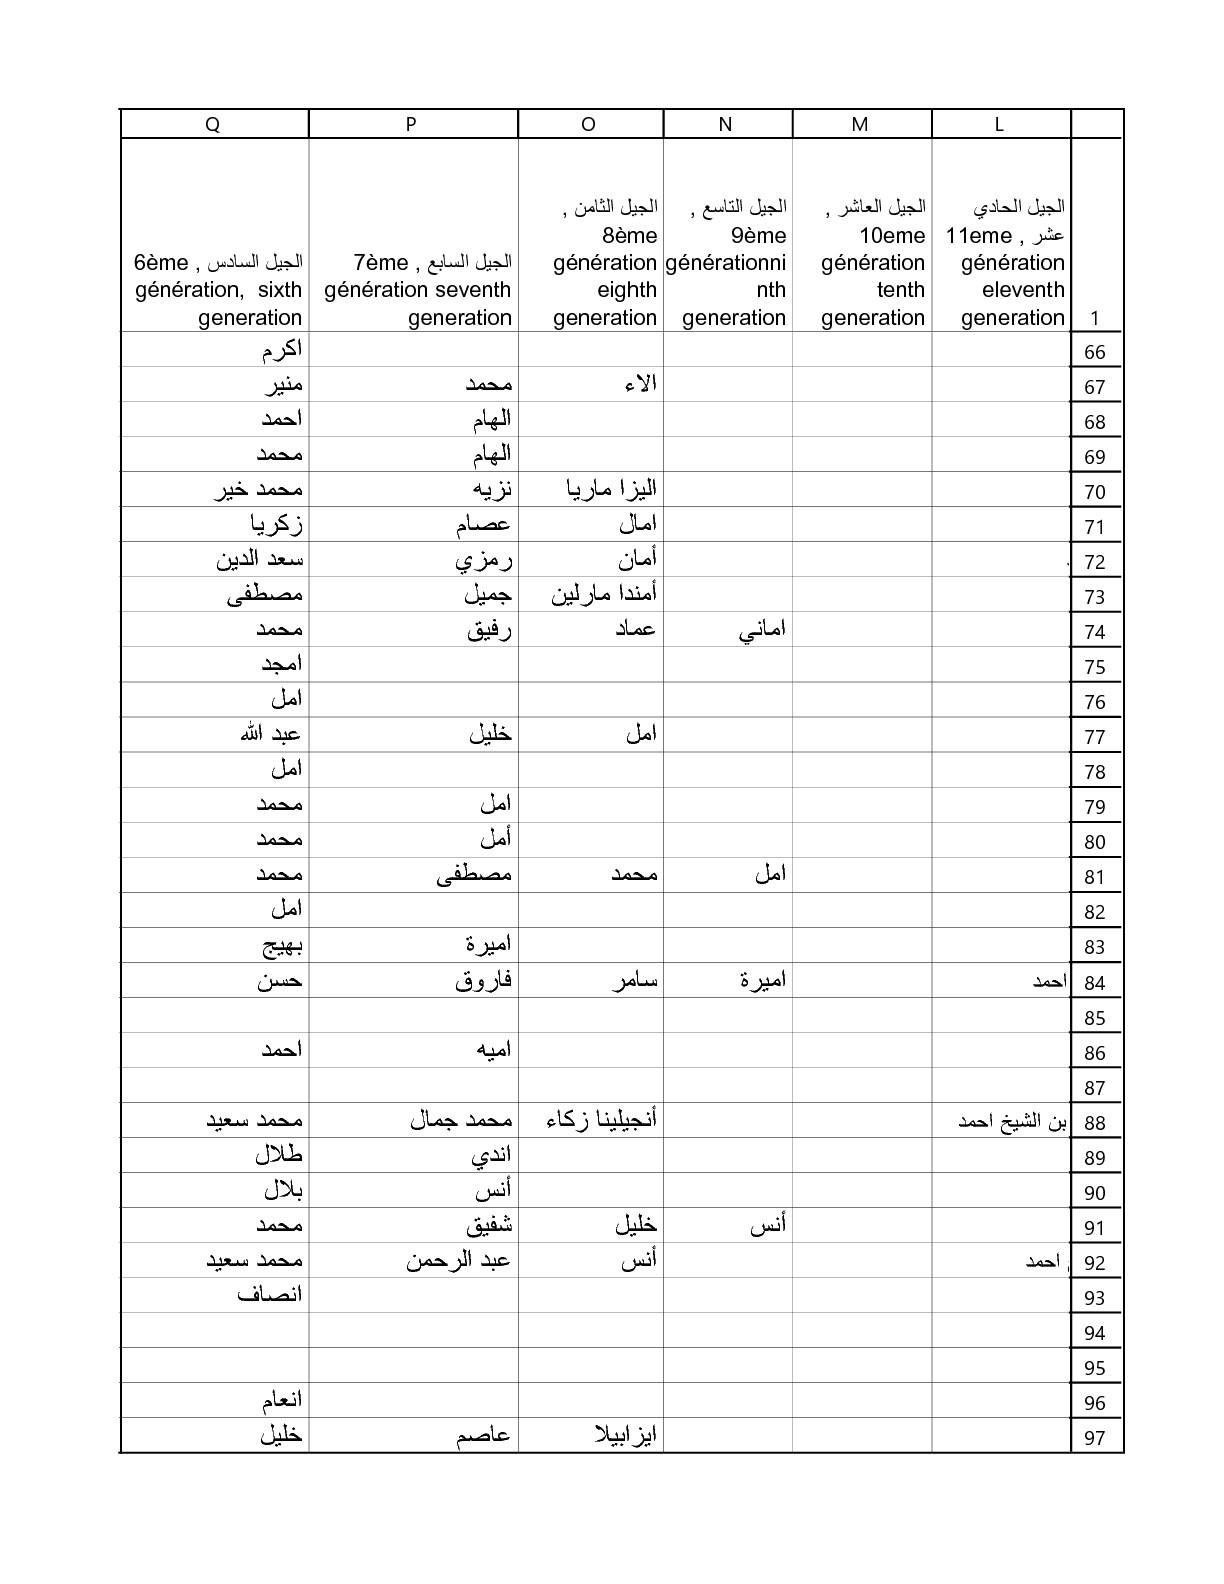 L M N O P Q
الجيل الحادي عشر , 11eme génération eleventh generation
الجيل العاشر , 10eme génération tenth generation
الجيل التاسع , 9ème générationni nth generation
الجيل الثامن , 8ème génération eighth generation
الجيل السابع , 7ème génération seventh generation
الجيل السادس , 6ème génération, sixth generation
1
66 اكرم
67 الاء محمد منير
68 الهام احمد
69 الهام محمد
70 اليزا ماريا نزيه محمد خير
71 امال عصام زكريا
72 أمان رمزي سعد الدين
73 أمندا مارلين جميل مصطفى
74 اماني عماد رفيق محمد
75 امجد
76 امل
77 امل خليل عبد الله
78 امل
79 امل محمد
80 أمل محمد
81 امل محمد مصطفى محمد
82 امل
83 اميرة بهيج
84 احمد اميرة سامر فاروق حسن
85
86 اميه احمد
87
88 بن الشيخ احمد أنجيلينا زكاء محمد جمال محمد سعيد
89 اندي طلال
90 أنس بلال
91 أنس خليل شفيق محمد
92 احمد أنس عبد الرحمن محمد سعيد
93 انصاف
94
95
96 انعام
97 ايزابيلا عاصم خليل